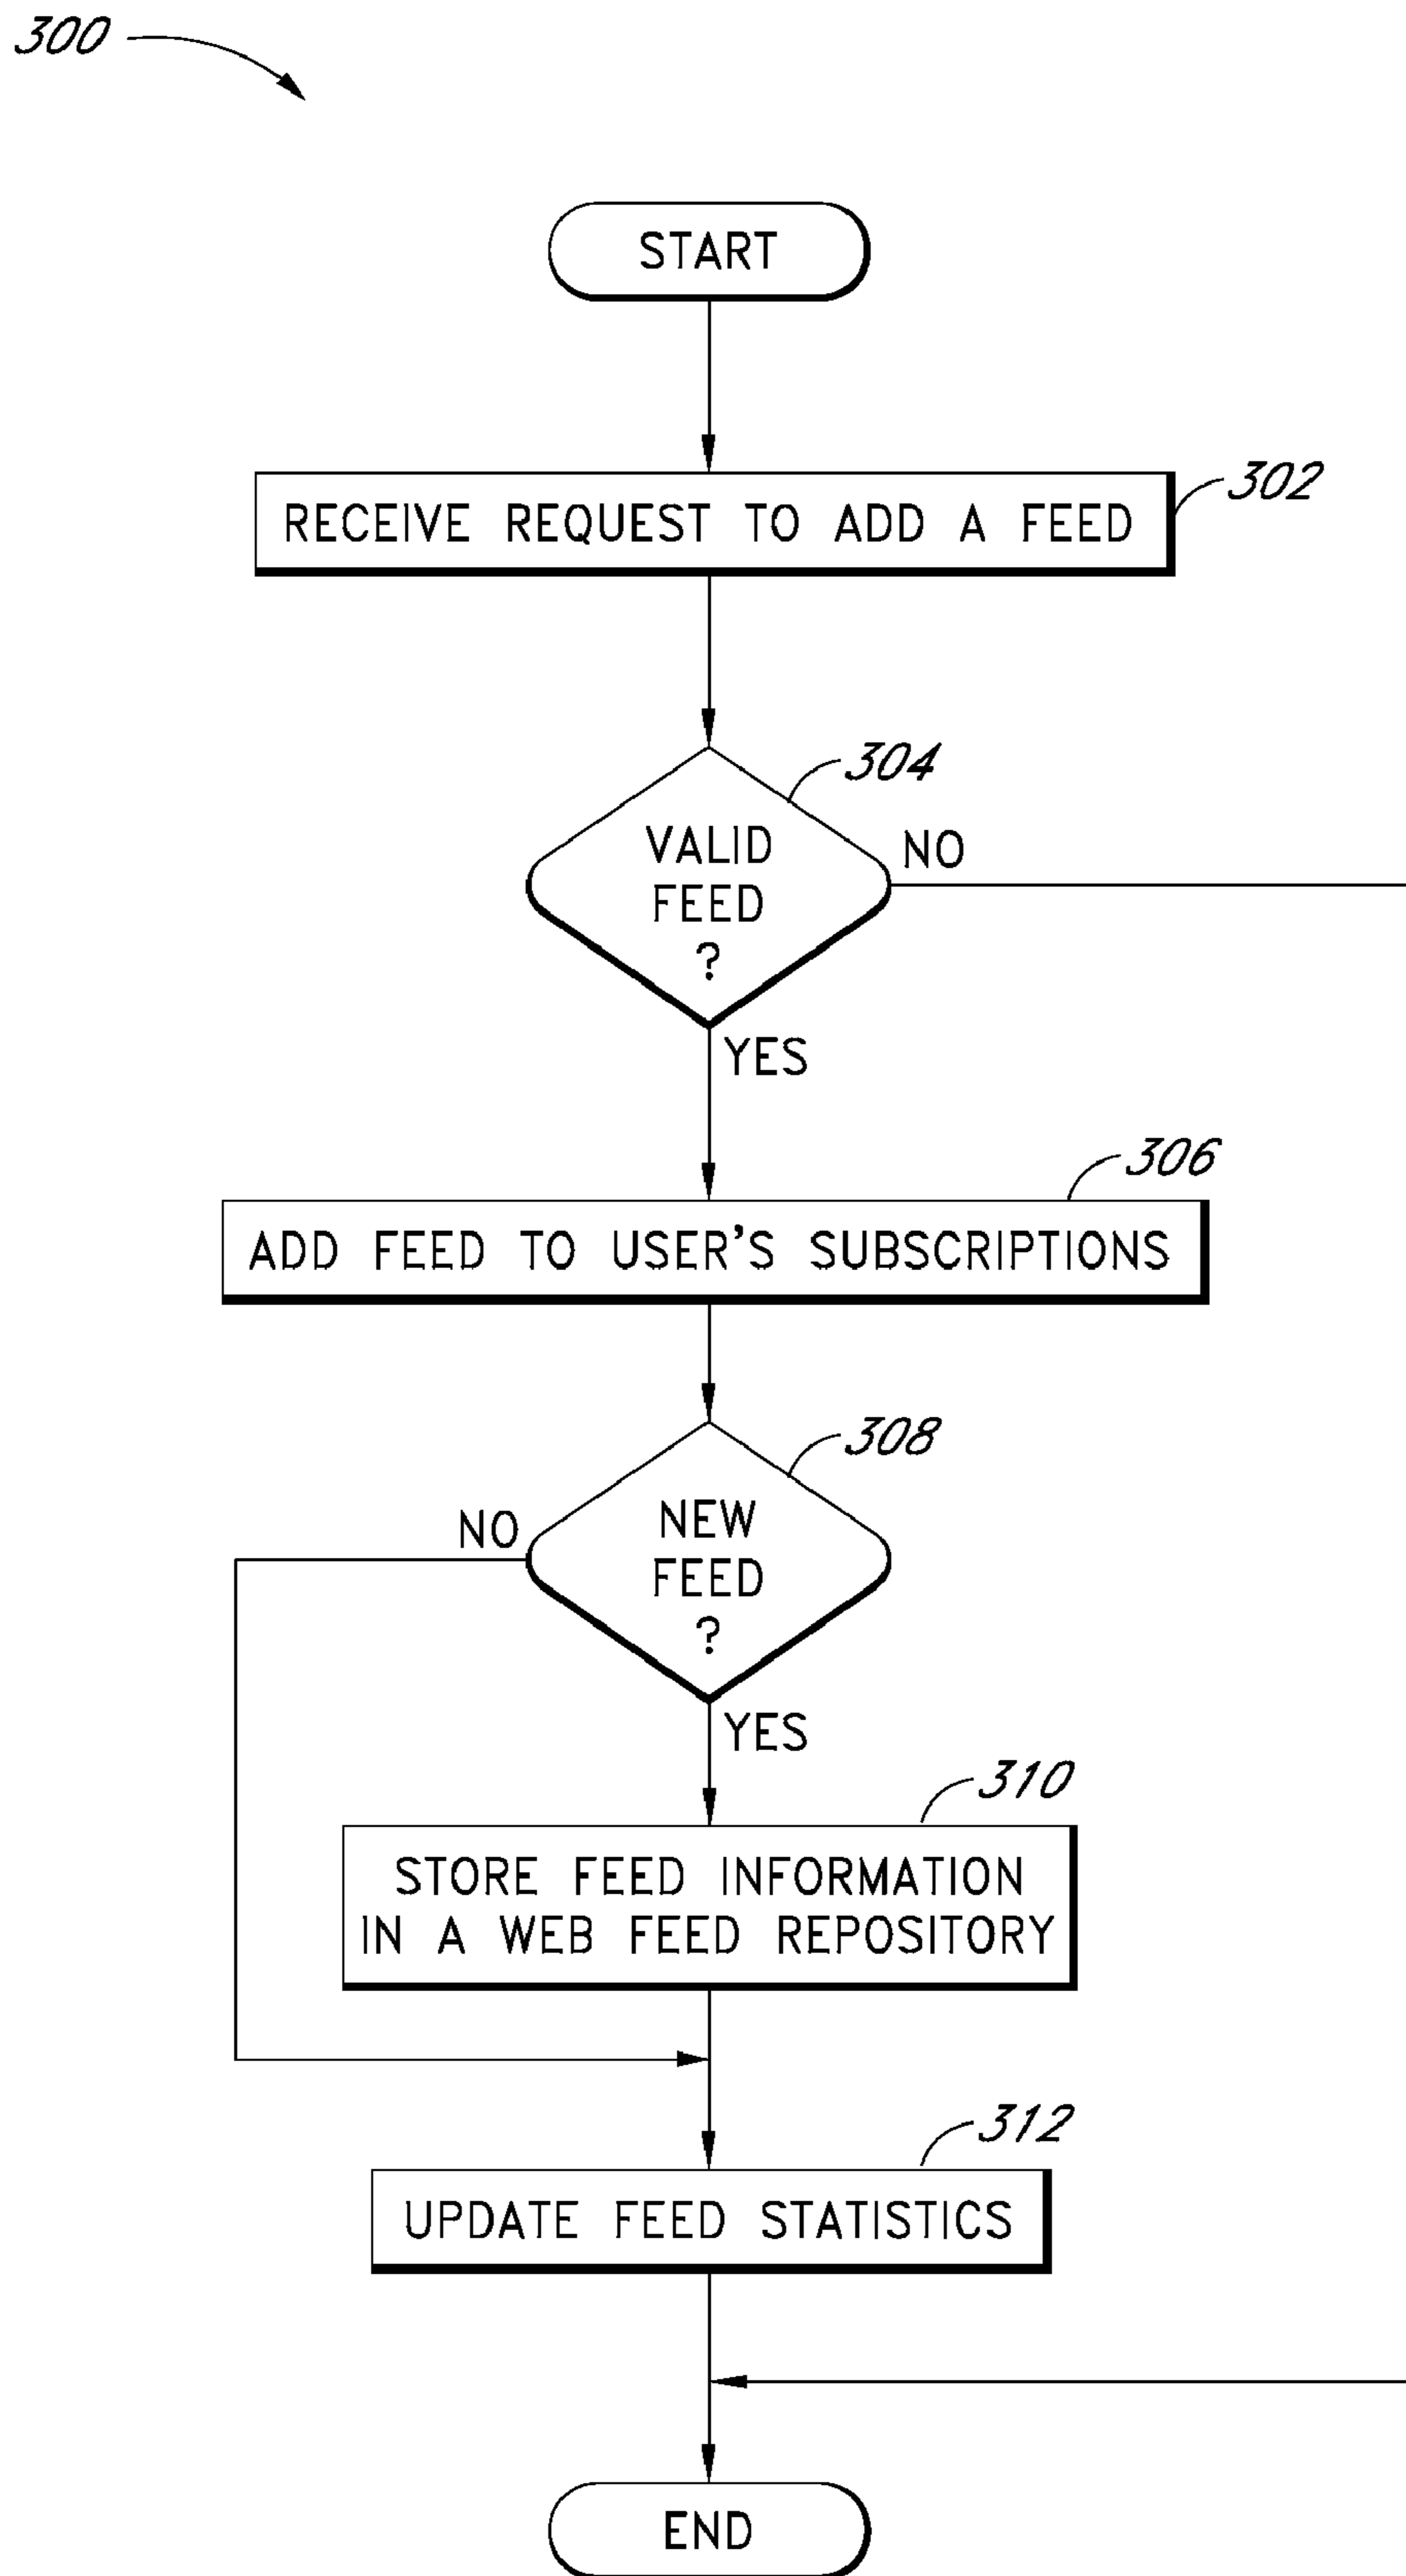 300
START
RECEIVE REQUEST TO ADD A FEED
302
304
VALID
FEED
?
NO
YES
306
ADD FEED TO USER'S SUBSCRIPTIONS
308
NO
NEW
FEED
?
YES
310
STORE FEED INFORMATION
IN A WEB FEED REPOSITORY
312
UPDATE FEED STATISTICS
END